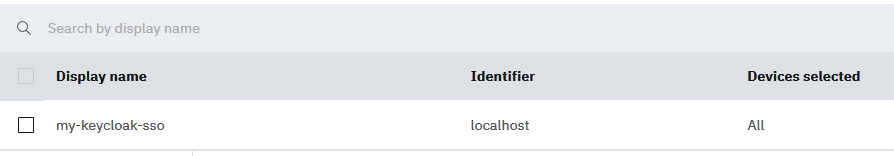 Search by display name
Display name Identifier Devices selected
my-keycloak-sso localhost All